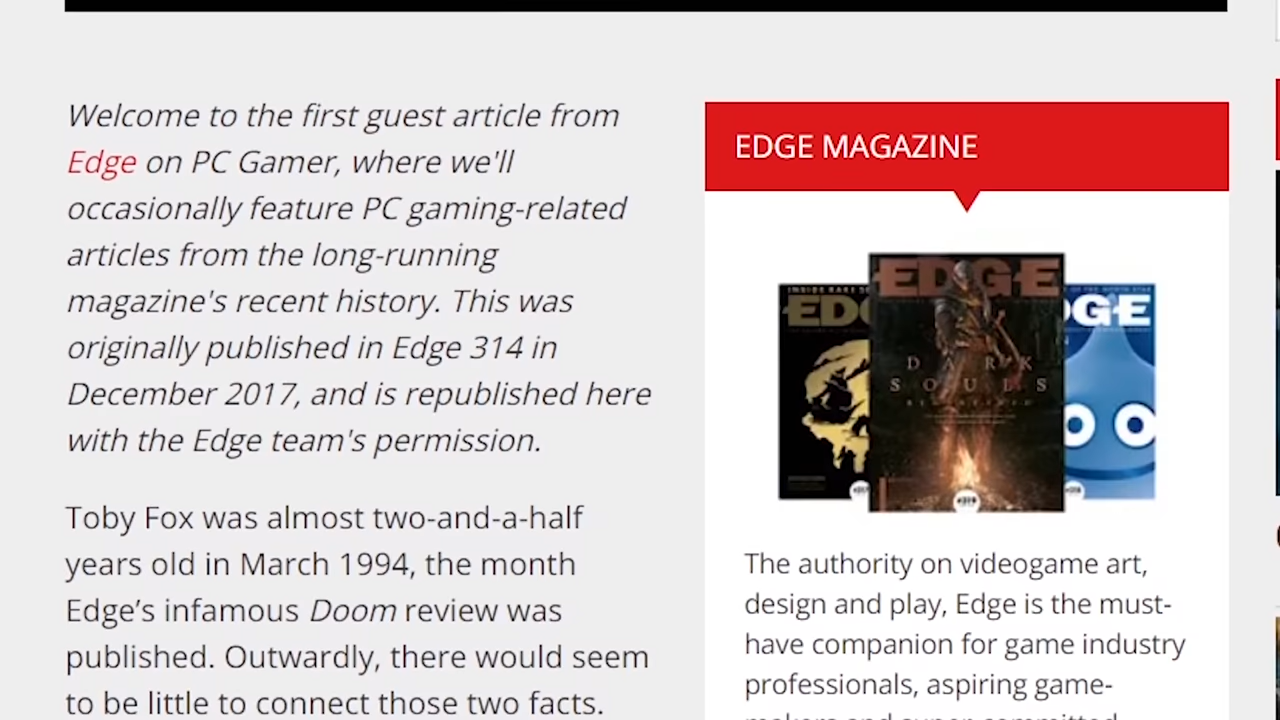 Welcome to the first guest article from
Edge on PC Gamer, where we'll
occasionally feature PC gaming-related
articles from the long-running
magazine's recent history. This was
originally published in Edge 314 in
December 2017, and is republished here
with the Edge team's permission.
Toby Fox was almost two-and-a-half
years old in March 1994, the month
Edge’s infamous Doom review was
published. Outwardly, there would seem
to be little to connect those two facts.
EDGE MAGAZINE
EDGE
DARK
SOULS
The authority on videogame art,
design and play, Edge is the must-
have companion for game industry
professionals, aspiring game-